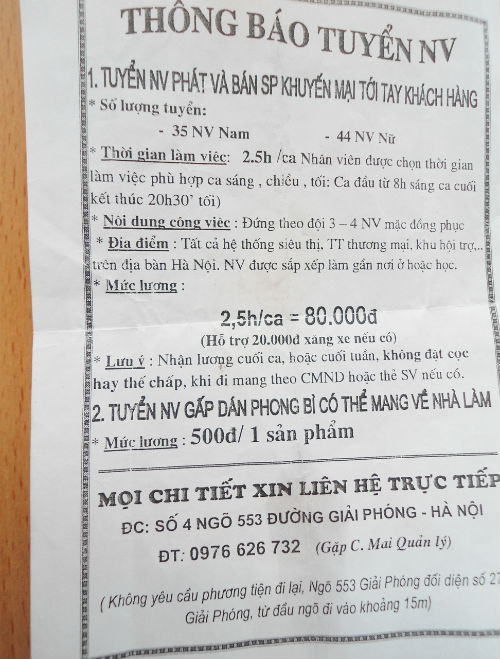 THÔNG BÁO TUYỂN NV
1. TUYỂN NV PHÁT VÀ BÁN SP KHUYẾN MẠI TỚI TAY KHÁCH HÀNG
* Số lượng tuyển:
- 35 NV Nam - 44 NV Nữ
* Thời gian làm việc: 2.5h /ca Nhân viên được chọn thời gian
làm việc phù hợp ca sáng , chiều , tối: Ca đầu từ 8h sáng ca cuối
kết thúc 20h30’ tối)
* Nội dung công việc : Đứng theo đội 3 – 4 NV mặc đồng phục
* Địa điểm : Tất cả hệ thống siêu thị, TT thương mại, khu hội trợ,..
trên địa bàn Hà Nội. NV được sắp xếp làm gần nơi ở hoặc học.
* Mức lương :
2,5h/ca = 80.000đ
(Hỗ trợ 20.000đ xăng xe nếu có)
* Lưu ý : Nhận lương cuối ca, hoặc cuối tuần, không đặt cọc
hay thế chấp, khi đi mang theo CMND hoặc thẻ SV nếu có.
2. TUYỂN NV GẤP DÁN PHONG BÌ CÓ THỂ MANG VỀ NHÀ LÀM
* Mức lương : 500đ/ 1 sản phẩm
MỌI CHI TIẾT XIN LIÊN HỆ TRỰC TIẾP
ĐC: SỐ 4 NGÕ 553 ĐƯỜNG GIẢI PHÓNG - HÀ NỘI
ĐT: 0976 626 732 (Gặp C. Mai Quản lý)
( Không yêu cầu phương tiện đi lại, Ngõ 553 Giải Phóng đối diện số 27
Giải Phóng, từ đầu ngõ đi vào khoảng 15m)